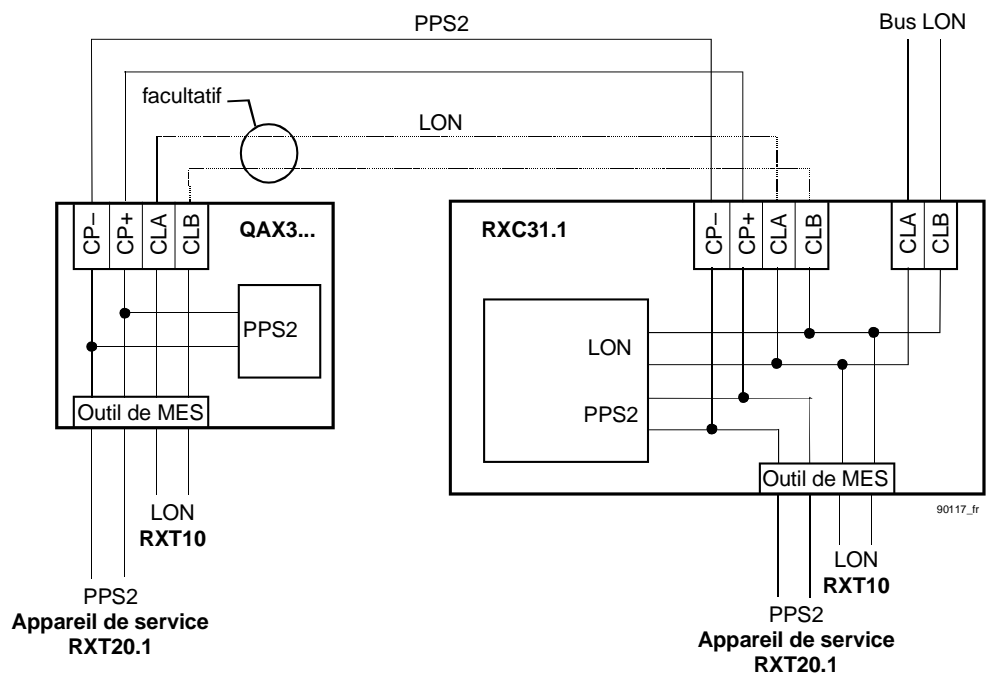 PPS2
Bus LON
facultatif
LON
CP–
CP+
CLA
CLB
QAX3...
RXC31.1
CP–
CP+
CLA
CLB
CLA
CLB
PPS2
LON
PPS2
Outil de MES
Outil de MES
90117_fr
LON
RXT10
LON
RXT10
PPS2
Appareil de service
RXT20.1
PPS2
Appareil de service
RXT20.1